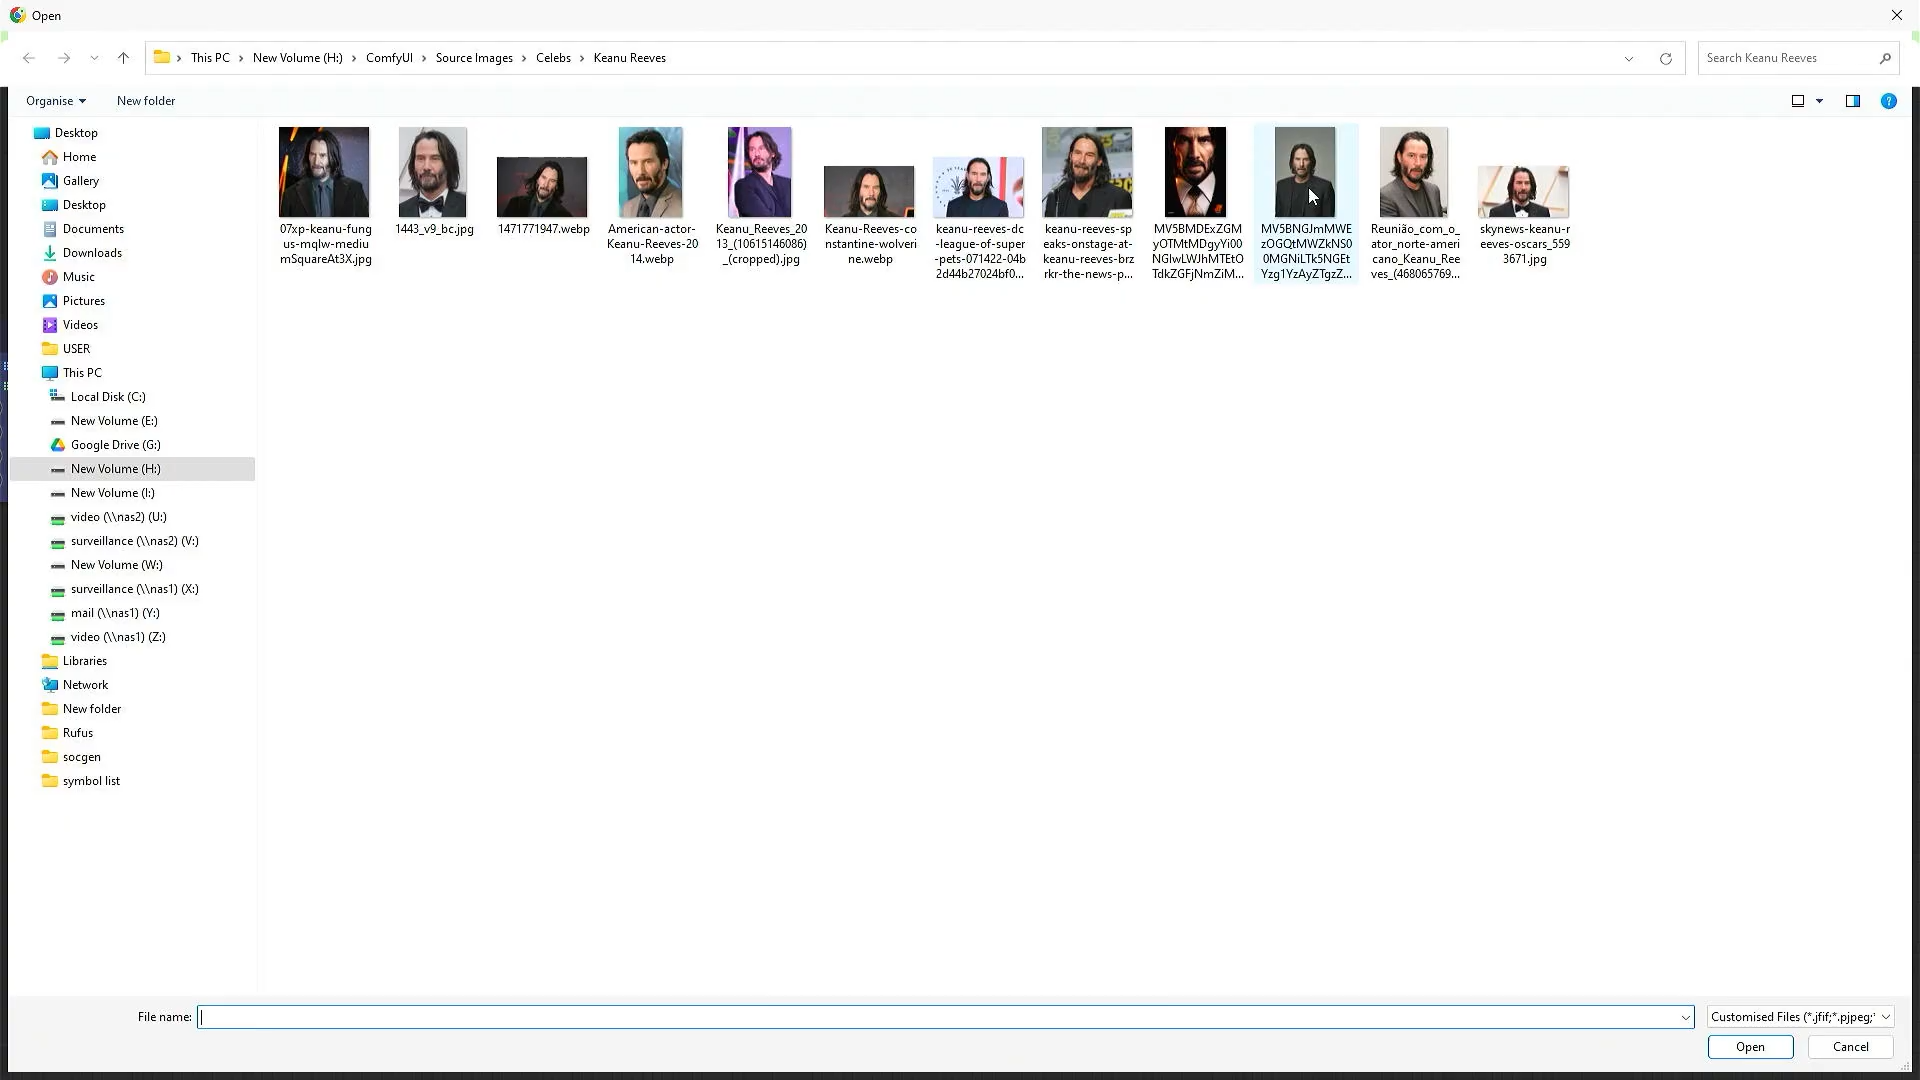 Open
This PC > New Volume (H:) > ComfyUI > Source Images > Celebs > Keanu Reeves
Search Keanu Reeves
Organise
New folder
Desktop
Home
Gallery
Desktop
Documents
Downloads
Music
Pictures
Videos
USER
This PC
Local Disk (C:)
New Volume (E:)
Google Drive (G:)
New Volume (H:)
New Volume (I:)
video (\\nas2) (U:)
surveillance (\\nas2) (V:)
New Volume (W:)
surveillance (\\nas1) (X:)
mail (\\nas1) (Y:)
video (\\nas1) (Z:)
Libraries
Network
New folder
Rufus
socgen
symbol list
07xp-keanu-fung
us-mqlw-mediu
mSquareAt3X.jpg
1443_v9_bc.jpg
1471771947.webp
American-actor-
Keanu-Reeves-20
14.webp
Keanu_Reeves_20
13_(10615146086)
_(cropped).jpg
Keanu-Reeves-co
nstantine-wolveri
ne.webp
keanu-reeves-dc
-league-of-super
-pets-071422-04b
2d44b27024bf0...
keanu-reeves-sp
eaks-onstage-at-
keanu-reeves-brz
rkr-the-news-p...
MV5BMDExZGM
yOTMtMDgyYi00
NGIwLWJhMTEtO
TdkZGFjNmZiM...
MV5BNGJmMWE
zOGQtMWZkNS0
0MGNiLTk5NGEt
Yzg1YzAyZTgzZ...
Reunião_com_o_
ator_norte-ameri
cano_Keanu_Ree
ves_(468065769...
skynews-keanu-r
eeves-oscars_559
3671.jpg
File name:
Customised Files (*.jfif;*.pjpeg;*
Open
Cancel